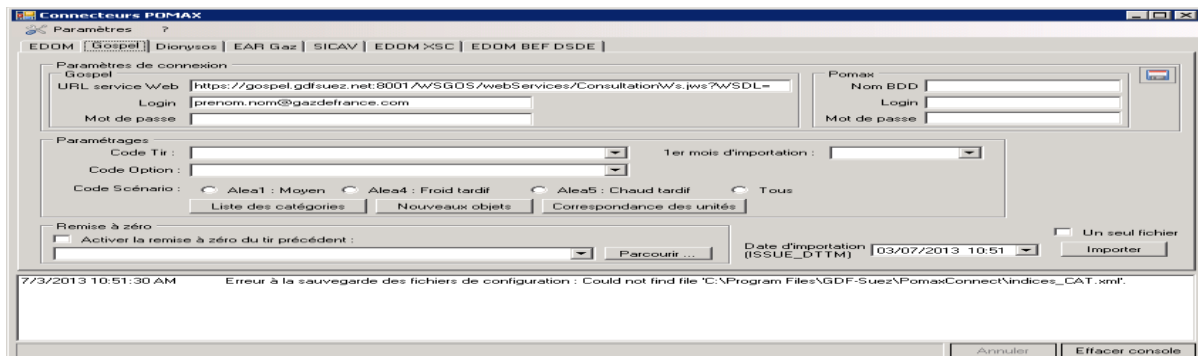 Connecteurs POMAX
Paramètres ?
EDOM Gospel Dionysos EAR Gaz SICAV EDOM XSC EDOM BEF DSDE
Paramètres de connexion
Gospel
URL service Web https://gospel.gdfsuez.net:8001/WSGOS/webServices/ConsultationWs.jws?WSDL=
Login prenom.nom@gazdefrance.com
Mot de passe
Pomax
Nom BDD
Login
Mot de passe
Paramétrages
Code Tir : 1er mois d'importation :
Code Option :
Code Scénario : Alea1 : Moyen Alea4 : Froid tardif Alea5 : Chaud tardif Tous
Liste des catégories Nouveaux objets Correspondance des unités
Remise à zéro
Activer la remise à zéro du tir précédent :
Parcourir ...
Un seul fichier
Date d'importation (ISSUE_DTTM) 03/07/2013 10:51 Importer
7/3/2013 10:51:30 AM Erreur à la sauvegarde des fichiers de configuration : Could not find file 'C:\Program Files\GDF-Suez\PomaxConnect\indices_CAT.xml'.
Annuler Effacer console